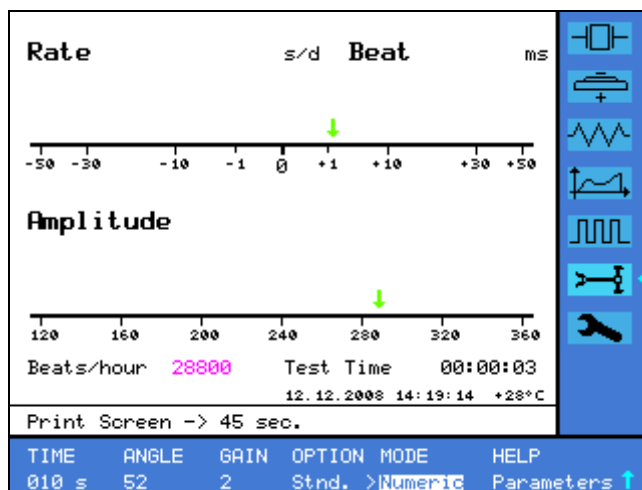 Rate s/d Beat ms
-50 -30 -10 -1 0 +1 +10 +30 +50
Amplitude
120 160 200 240 280 320 360
Beats/hour 28800 Test Time 00:00:03
12.12.2008 14:19:14 +28°C
Print Screen -> 45 sec.
TIME ANGLE GAIN OPTION MODE HELP
010 s 52 2 Stnd. >Numeric Parameters ↑